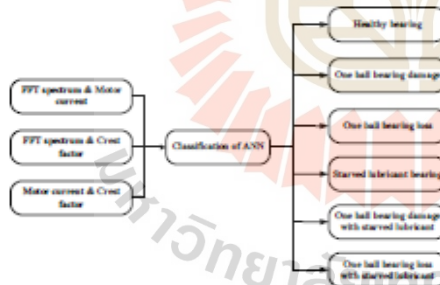 FFT spectrum & Motor
current
FFT spectrum & Crest
factor
Motor current & Crest
factor
Classification of ANN
Healthy bearing
One ball bearing damage
One ball bearing loss
Starved lubricant bearing
One ball bearing damage
with starved lubricant
One ball bearing loss
with starved lubricant